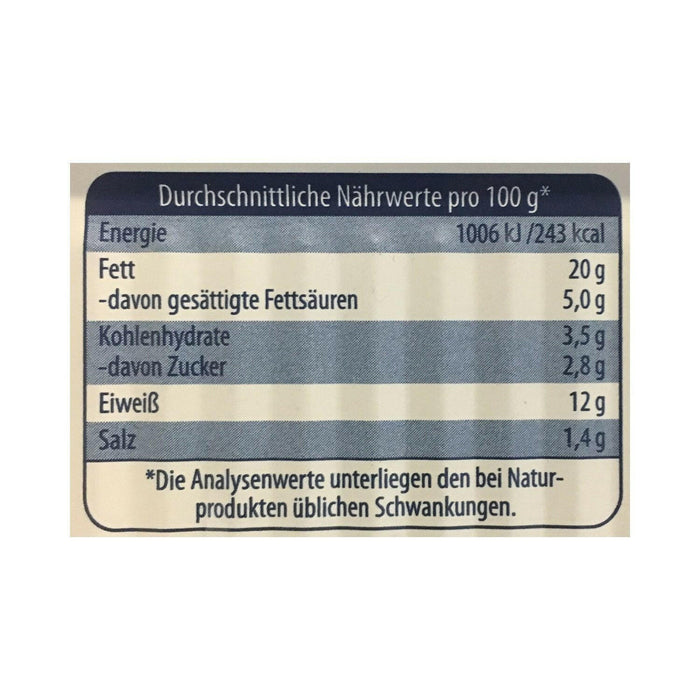 Durchschnittliche Nährwerte pro 100 g*
Energie 1006 kJ /243 kcal
Fett 20 g
-davon gesättigte Fettsäuren 5,0 g
Kohlenhydrate 3,5 g
-davon Zucker 2,8 g
Eiweiß 12 g
Salz 1,4 g
*Die Analysenwerte unterliegen den bei Natur-
produkten üblichen Schwankungen.